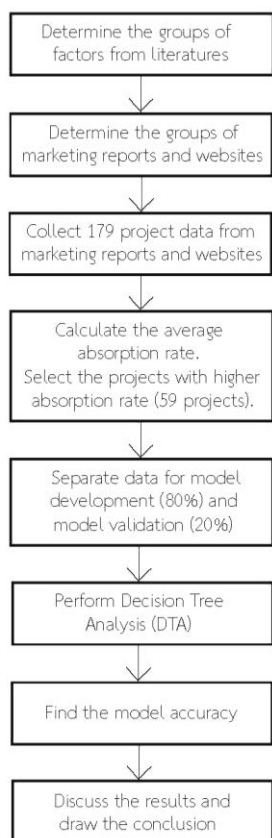 Determine the groups of
factors from literatures
Determine the groups of
marketing reports and websites
Collect 179 project data from
marketing reports and websites
Calculate the average
absorption rate.
Select the projects with higher
absorption rate (59 projects).
Separate data for model
development (80%) and
model validation (20%)
Perform Decision Tree
Analysis (DTA)
Find the model accuracy
Discuss the results and
draw the conclusion